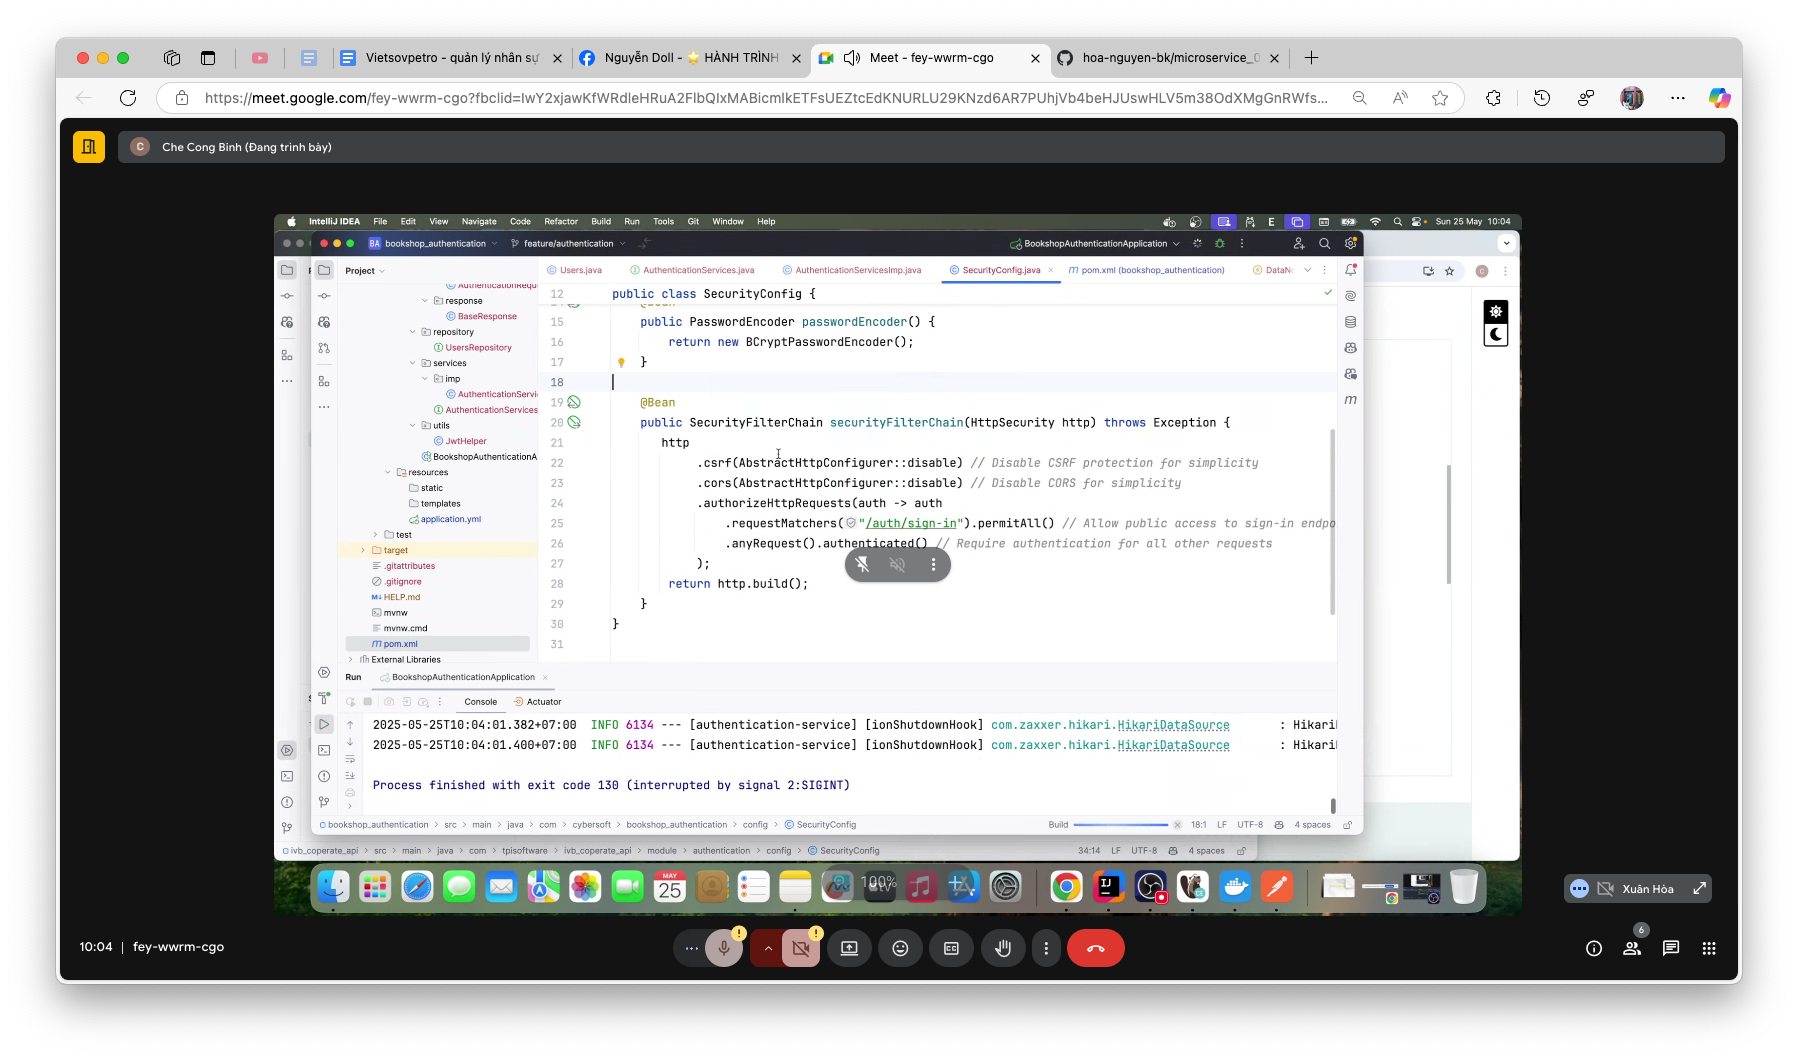 Vietsovpetro - quản lý nhân sự
Nguyễn Doll - ⭐ HÀNH TRÌNH
Meet - fey-wwrm-cgo
hoa-nguyen-bk/microservice_0
https://meet.google.com/fey-wwrm-cgo?fbclid=IwY2xjawKfWRdleHRuA2FlbQIxMABicmlkETFsUEZtcEdKNURLU29KNzd6AR7PUhjVb4beHJUswHLV5m38OdXMgGnRWfs...
C Che Cong Binh (Đang trình bày)
IntelliJ IDEA File Edit View Navigate Code Refactor Build Run Tools Git Window Help
E Sun 25 May 10:04
BA bookshop_authentication feature/authentication BookshopAuthenticationApplication
Project
Users.java AuthenticationServices.java AuthenticationServicesImp.java SecurityConfig.java pom.xml (bookshop_authentication)
response
BaseResponse
repository
UsersRepository
services
imp
AuthenticationServi
AuthenticationServices
utils
JwtHelper
BookshopAuthenticationA
resources
static
templates
application.yml
test
target
.gitattributes
.gitignore
HELP.md
mvnw
mvnw.cmd
pom.xml
External Libraries
12 public class SecurityConfig {
@Bean
15 public PasswordEncoder passwordEncoder() {
16 return new BCryptPasswordEncoder();
17 }
18
19 @Bean
20 public SecurityFilterChain securityFilterChain(HttpSecurity http) throws Exception {
21 http
22 .csrf(AbstractHttpConfigurer::disable) // Disable CSRF protection for simplicity
23 .cors(AbstractHttpConfigurer::disable) // Disable CORS for simplicity
24 .authorizeHttpRequests(auth -> auth
25 .requestMatchers("/auth/sign-in").permitAll() // Allow public access to sign-in endpo
26 .anyRequest().authenticated() // Require authentication for all other requests
27 );
28 return http.build();
29 }
30 }
31
Run BookshopAuthenticationApplication
Console Actuator
2025-05-25T10:04:01.382+07:00 INFO 6134 --- [authentication-service] [ionShutdownHook] com.zaxxer.hikari.HikariDataSource : Hikari
2025-05-25T10:04:01.400+07:00 INFO 6134 --- [authentication-service] [ionShutdownHook] com.zaxxer.hikari.HikariDataSource : Hikari
Process finished with exit code 130 (interrupted by signal 2:SIGINT)
bookshop_authentication > src > main > java > com > cybersoft > bookshop_authentication > config > SecurityConfig
Build 18:1 LF UTF-8 4 spaces
ivb_coperate_api > src > main > java > com > tpisoftware > ivb_coperate_api > module > authentication > config > SecurityConfig
34:14 LF UTF-8 4 spaces
MAY
25
100%
Xuân Hòa
10:04 | fey-wwrm-cgo
6